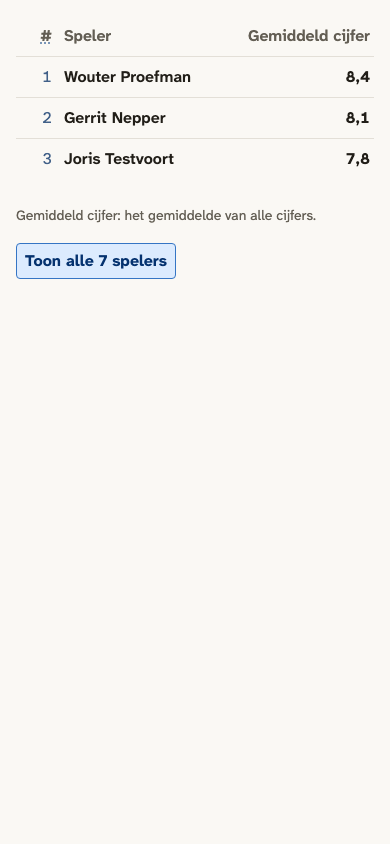 # Speler Gemiddeld cijfer
1 Wouter Proefman 8,4
2 Gerrit Nepper 8,1
3 Joris Testvoort 7,8
Gemiddeld cijfer: het gemiddelde van alle cijfers.
Toon alle 7 spelers